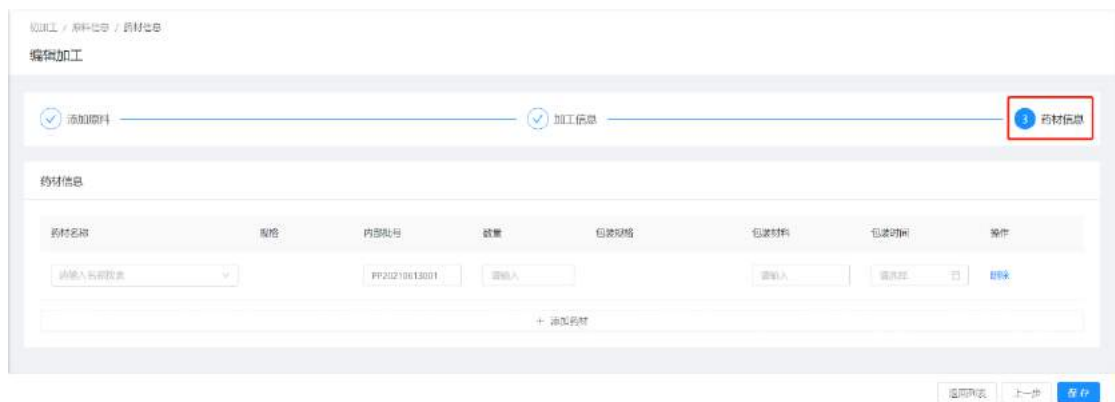 初加工 / 原料信息 / 药材信息
编辑加工
添加原料
加工信息
3 药材信息
药材信息
药材名称 规格 内部批号 数量 包装规格 包装材料 包装时间 操作
请输入名称检索 PP20210613001 请输入 请输入 请选择 删除
+ 添加药材
返回列表 上一步 保存